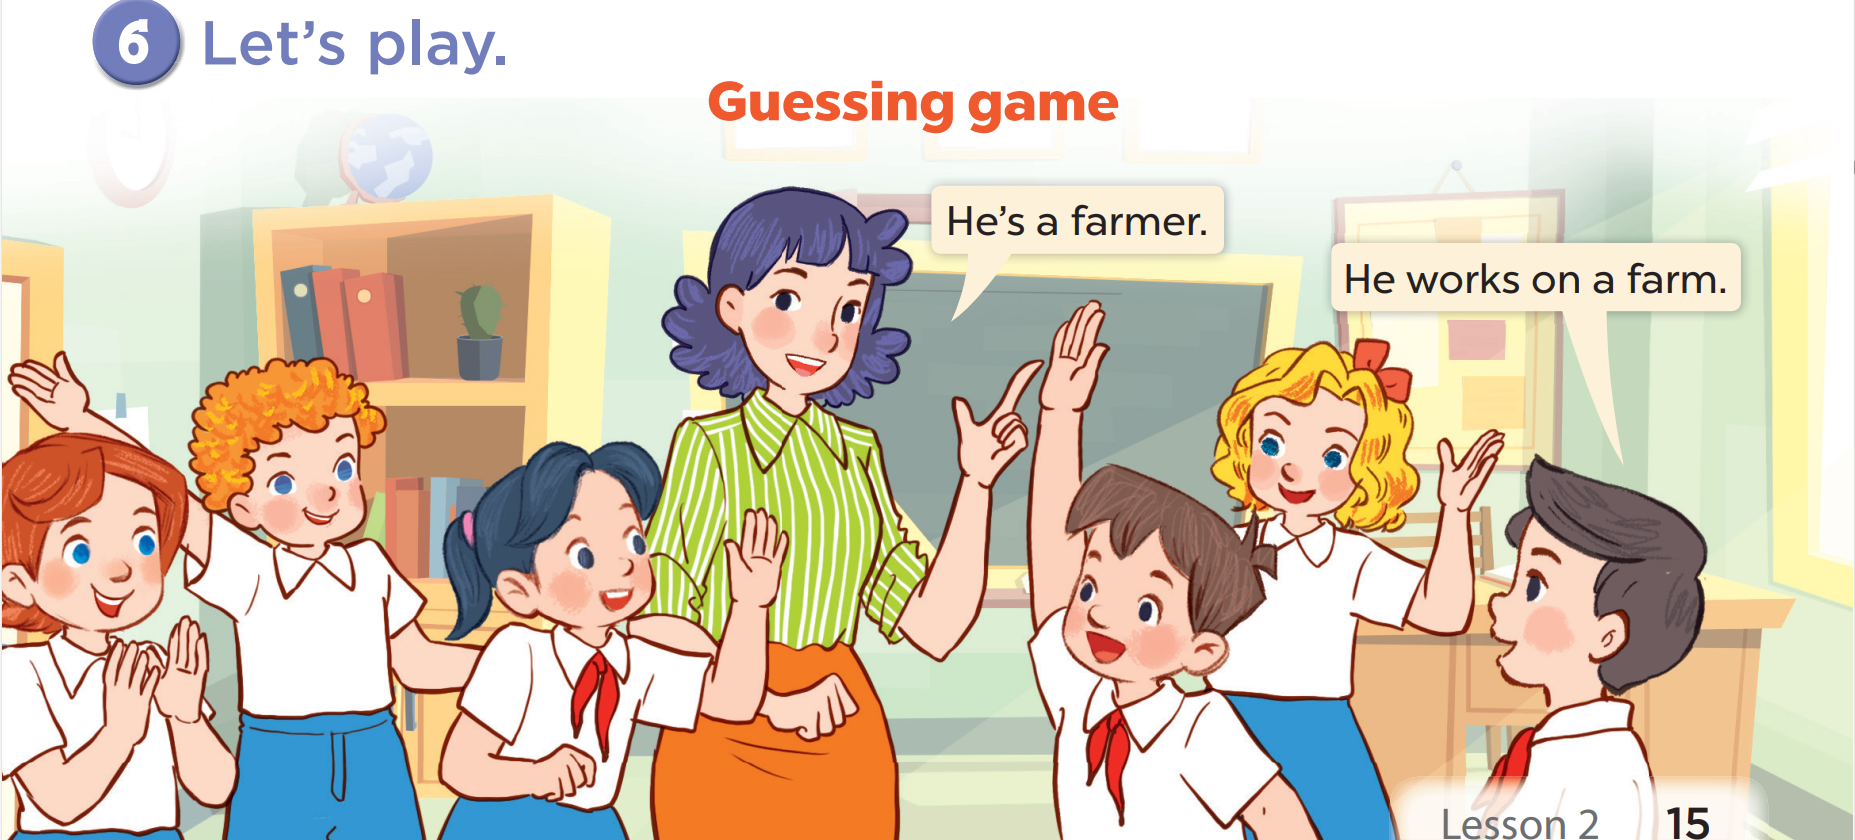 6 Let's play.
Guessing game
He's a farmer.
He works on a farm.
Lesson 2 15